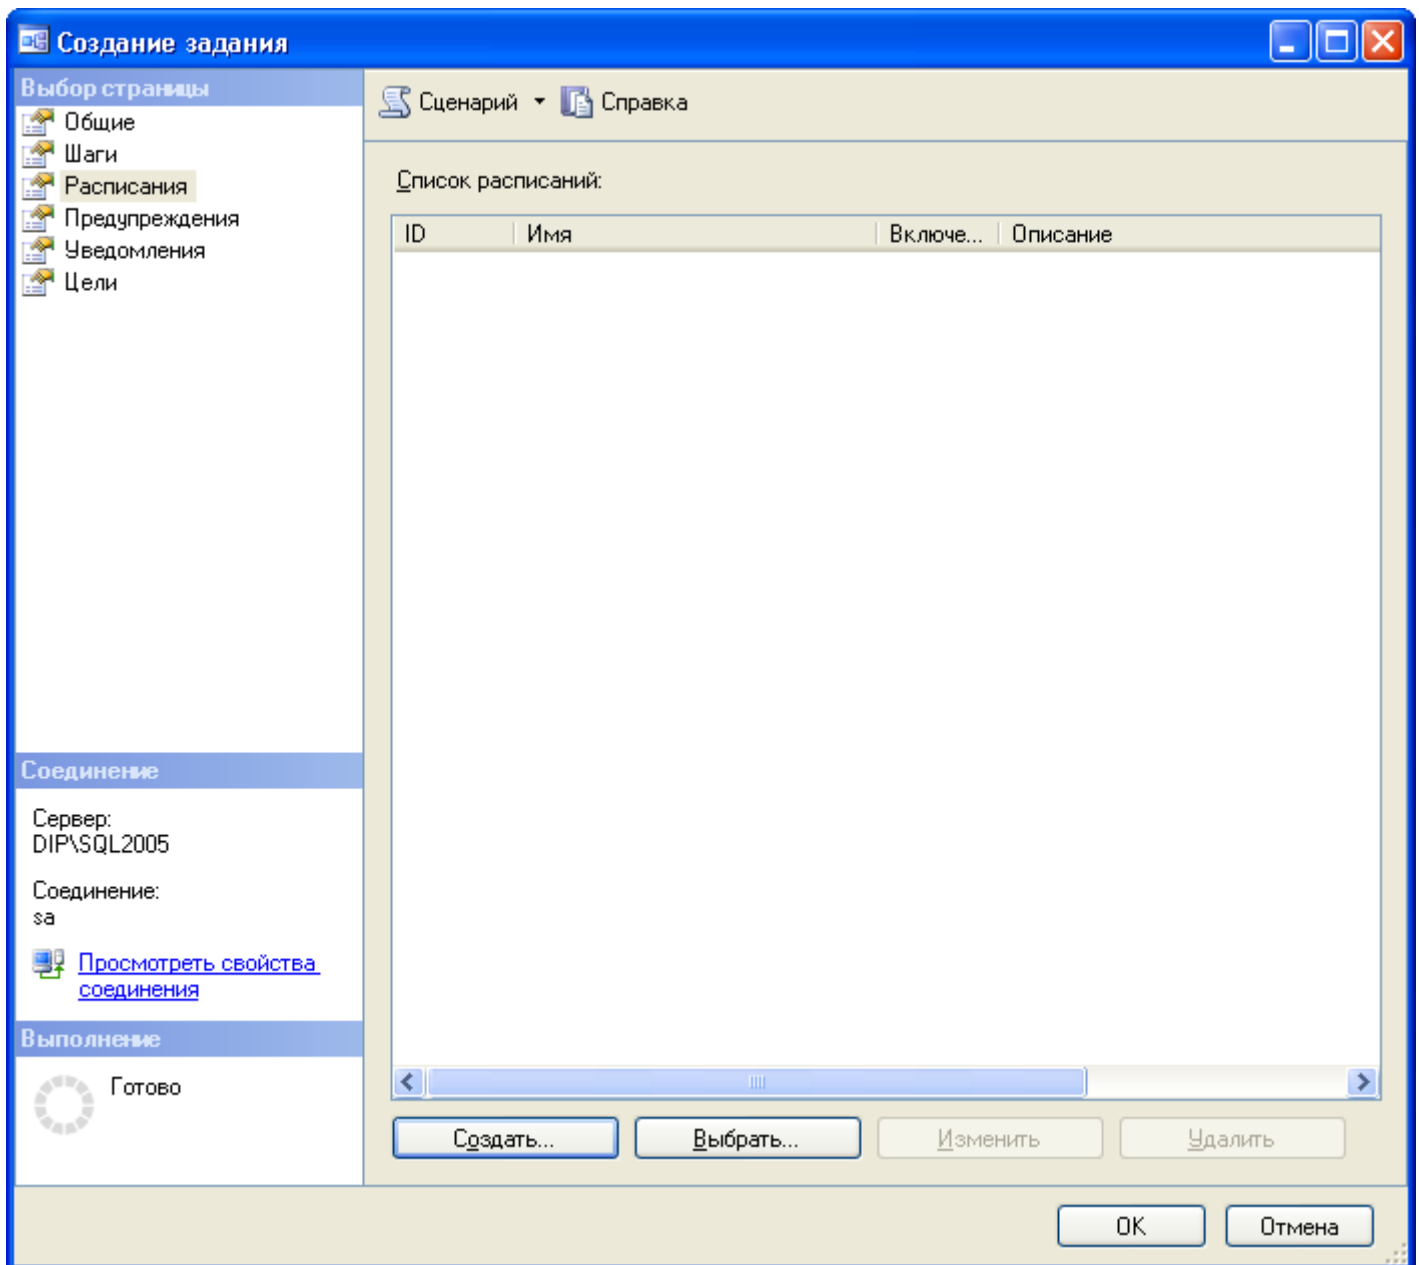 Создание задания
Выбор страницы
Общие
Шаги
Расписания
Предупреждения
Уведомления
Цели
Соединение
Сервер:
DIP\SQL2005
Соединение:
sa
Просмотреть свойства
соединения
Выполнение
Готово
Сценарий Справка
Список расписаний:
ID Имя Включе... Описание
Создать... Выбрать... Изменить Удалить
OK Отмена